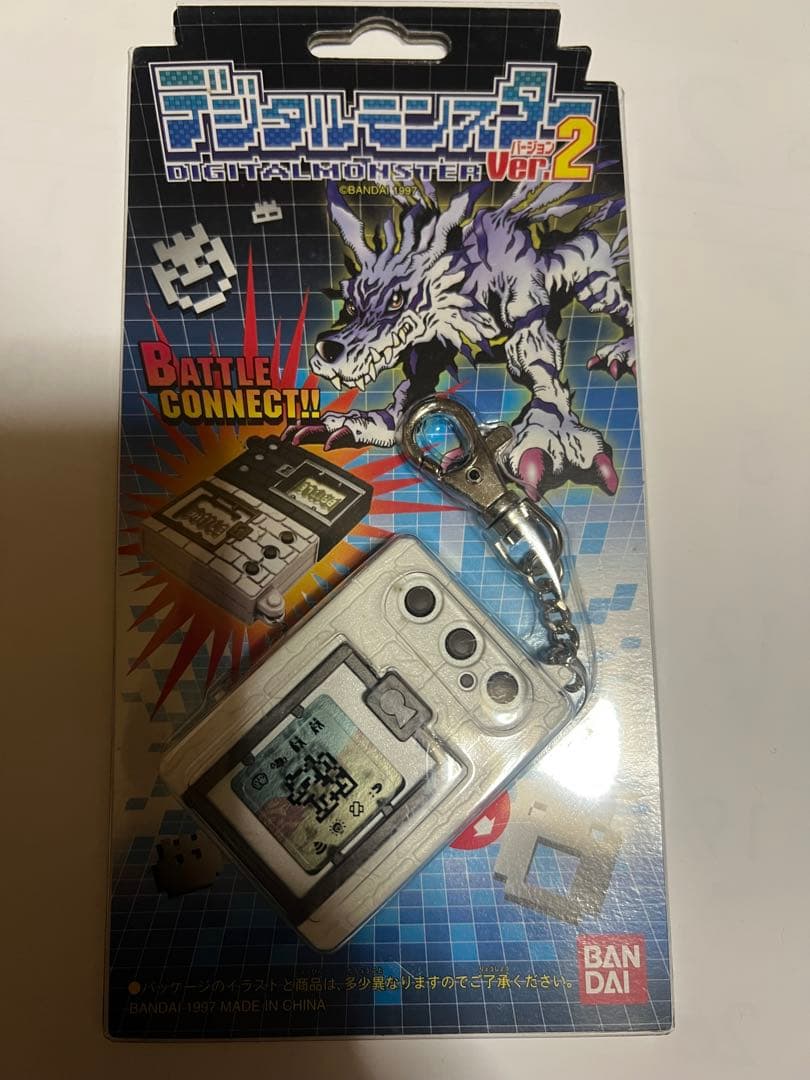 デジタルモンスター
DIGITALMONSTER
バージョン
Ver.2
©BANDAI 1997
BATTLE
CONNECT!!
●パッケージのイラストと商品は、多少異なりますのでご了承ください。
©BANDAI 1997 MADE IN CHINA
BAN
DAI